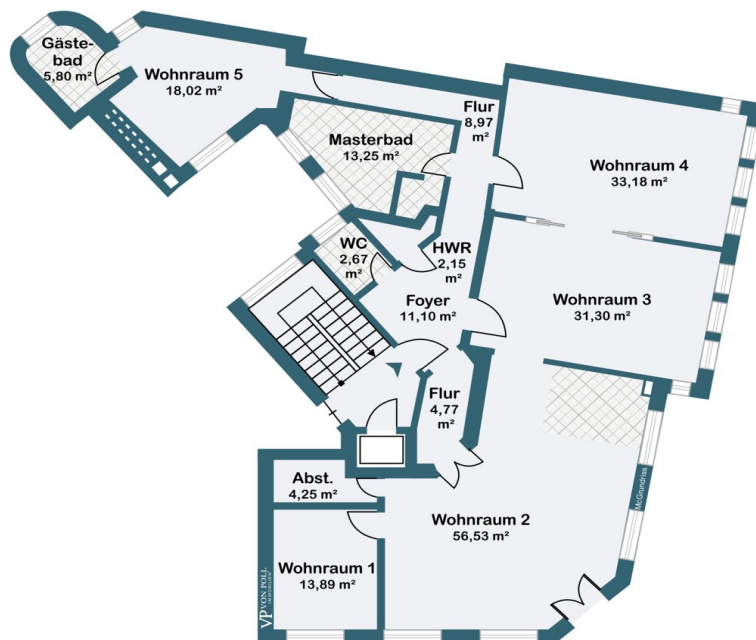 Gäste-
bad
5,80 m²
Wohnraum 5
18,02 m²
Flur
8,97
m²
Masterbad
13,25 m²
Wohnraum 4
33,18 m²
WC
2,67
m²
HWR
2,15
m²
Foyer
11,10 m²
Wohnraum 3
31,30 m²
Flur
4,77
m²
Abst.
4,25 m²
Wohnraum 2
56,53 m²
Wohnraum 1
13,89 m²
McGrundriss
VP VON POLL
IMMOBILIEN